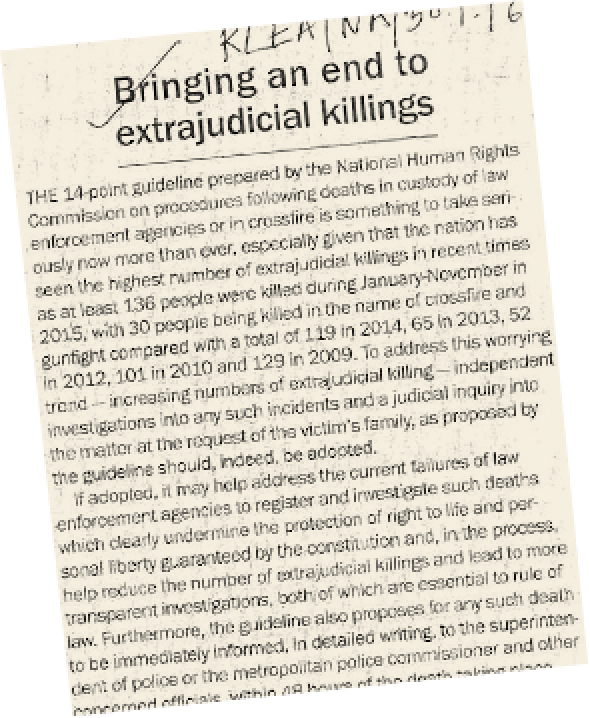 Bringing an end to
extrajudicial killings
THE 14-point guideline prepared by the National Human Rights
Commission on procedures following deaths in custody of law
enforcement agencies or in crossfire is something to take seri-
ously now more than ever, especially given that the nation has
seen the highest number of extrajudicial killings in recent times
as at least 136 people were killed during January-November in
2015, with 30 people being killed in the name of crossfire and
gunfight compared with a total of 119 in 2014, 65 in 2013, 52
in 2012, 101 in 2010 and 129 in 2009. To address this worrying
trend — increasing numbers of extrajudicial killing — independent
investigations into any such incidents and a judicial inquiry into
the matter at the request of the victim's family, as proposed by
the guideline should, indeed, be adopted.
If adopted, it may help address the current failures of law
enforcement agencies to register and investigate such deaths
which clearly undermine the protection of right to life and per-
sonal liberty guaranteed by the constitution and, in the process,
help reduce the number of extrajudicial killings and lead to more
transparent investigations, both of which are essential to rule of
law. Furthermore, the guideline also proposes for any such death
to be immediately informed, in detailed writing, to the superinten-
dent of police or the metropolitan police commissioner and other
concerned officials, within 48 hours of the death taking place